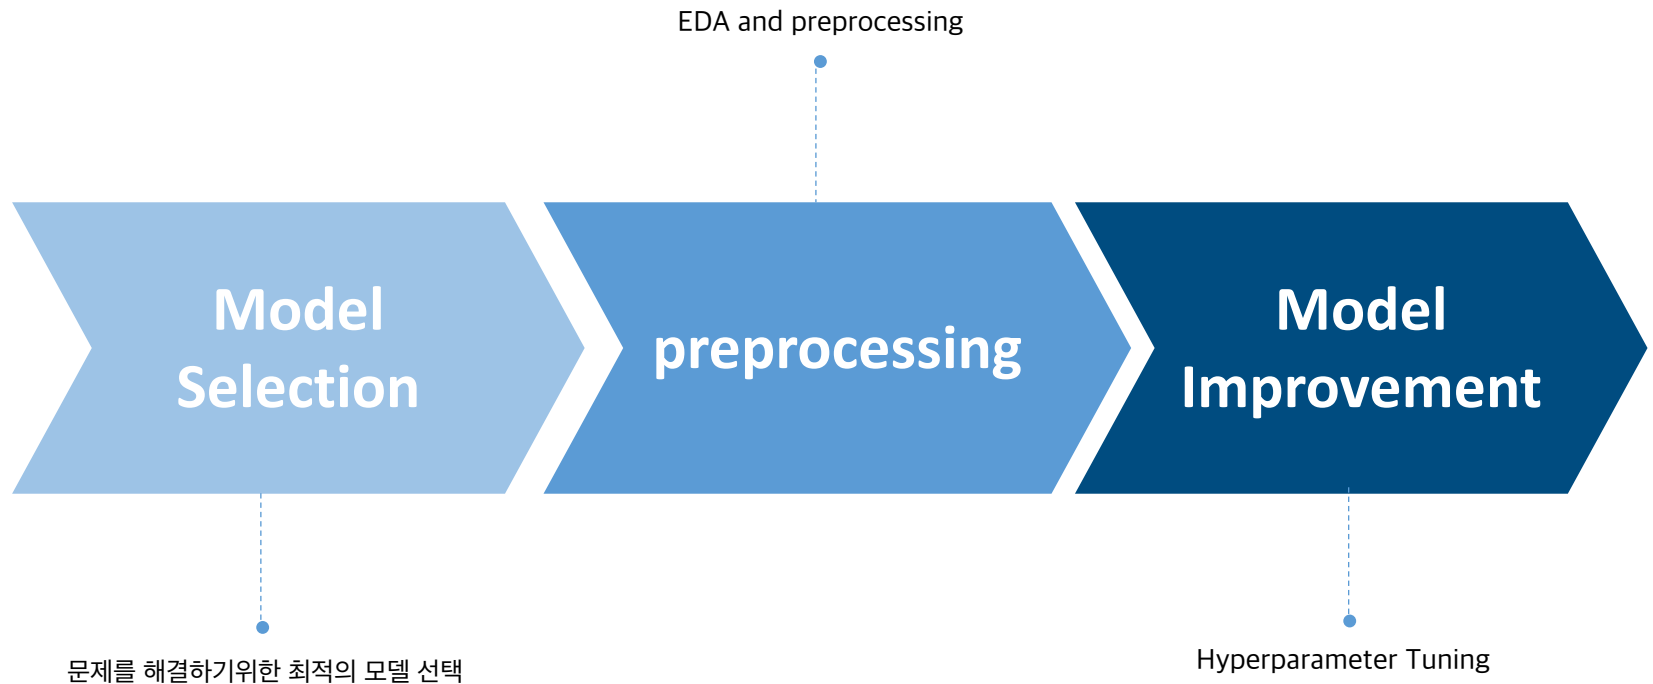 EDA and preprocessing
Model
Selection
preprocessing
Model
Improvement
문제를 해결하기위한 최적의 모델 선택
Hyperparameter Tuning